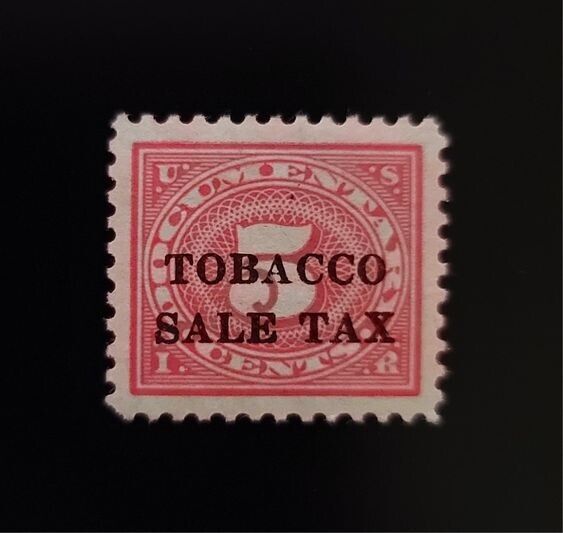 U. S.
DOCUMENTARY
5
TOBACCO
SALE TAX
CENTS
I. R